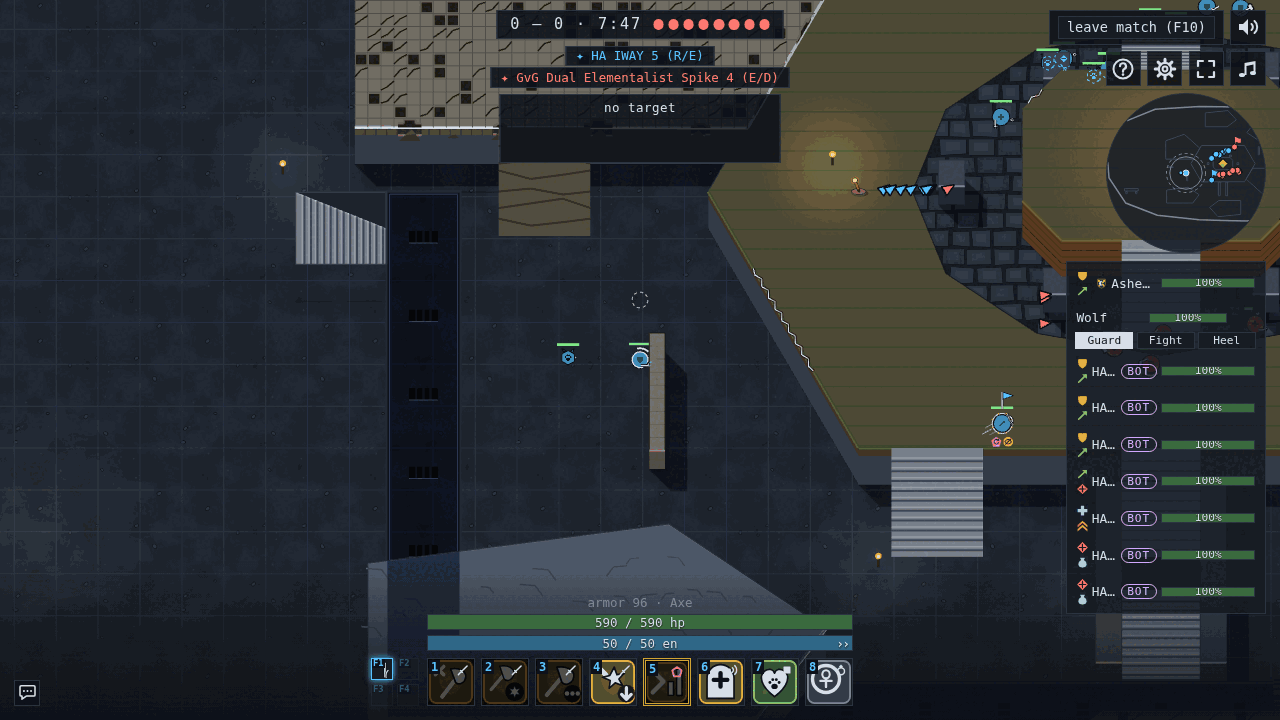 0 – 0 · 7:47
✦ HA IWAY 5 (R/E)
✦ GvG Dual Elementalist Spike 4 (E/D)
no target
leave match (F10)
Ashe… 100%
Wolf 100%
Guard Fight Heel
HA… BOT 100%
HA… BOT 100%
HA… BOT 100%
HA… BOT 100%
HA… BOT 100%
HA… BOT 100%
HA… BOT 100%
armor 96 · Axe
590 / 590 hp
50 / 50 en ››
F1 F2
F3 F4
1 2 3 4 5 6 7 8